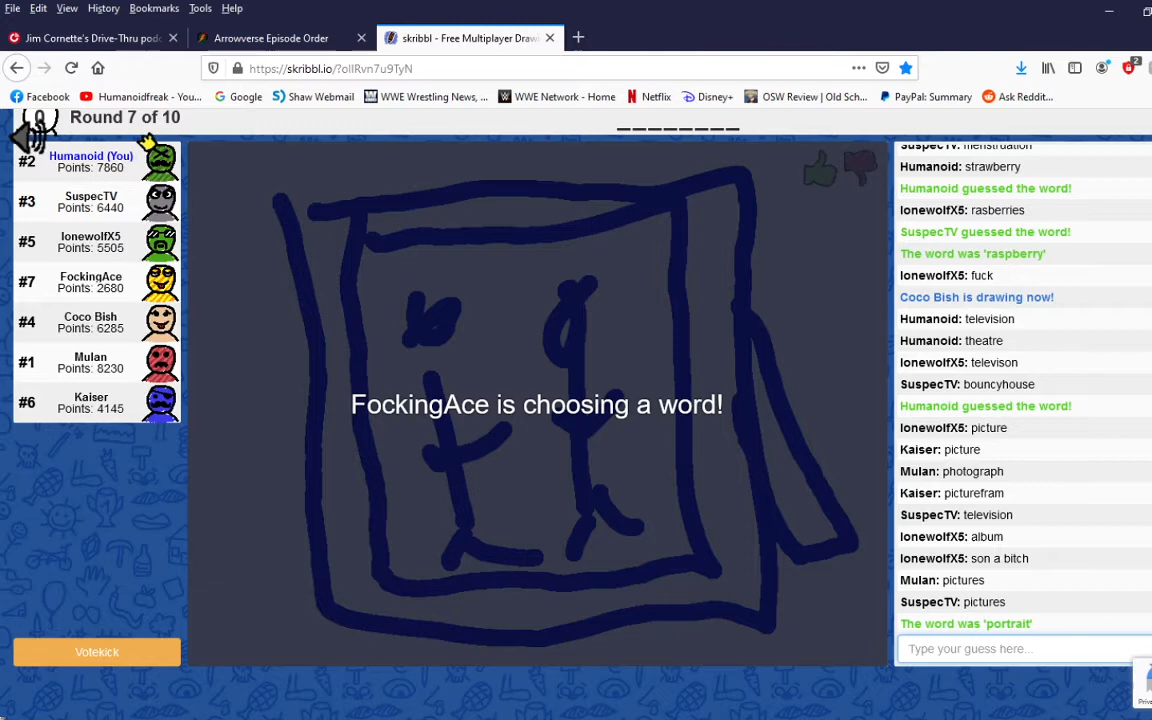 File Edit View History Bookmarks Tools Help
Jim Cornette's Drive-Thru pod Arrowverse Episode Order skribbl - Free Multiplayer Draw
https://skribbl.io/?olIRvn7u9TyN
Facebook Humanoidfreak - You... Google Shaw Webmail WWE Wrestling News, ... WWE Network - Home Netflix Disney+ OSW Review | Old Sch... PayPal: Summary Ask Reddit...
0 Round 7 of 10 ________
#2 Humanoid (You)
Points: 7860
#3 SuspecTV
Points: 6440
#5 lonewolfX5
Points: 5505
#7 FockingAce
Points: 2680
#4 Coco Bish
Points: 6285
#1 Mulan
Points: 8230
#6 Kaiser
Points: 4145
Votekick
FockingAce is choosing a word!
SuspecTV: menstruation
Humanoid: strawberry
Humanoid guessed the word!
lonewolfX5: rasberries
SuspecTV guessed the word!
The word was 'raspberry'
lonewolfX5: fuck
Coco Bish is drawing now!
Humanoid: television
Humanoid: theatre
lonewolfX5: televison
SuspecTV: bouncyhouse
Humanoid guessed the word!
lonewolfX5: picture
Kaiser: picture
Mulan: photograph
Kaiser: picturefram
SuspecTV: television
lonewolfX5: album
lonewolfX5: son a bitch
Mulan: pictures
SuspecTV: pictures
The word was 'portrait'
Type your guess here...
2